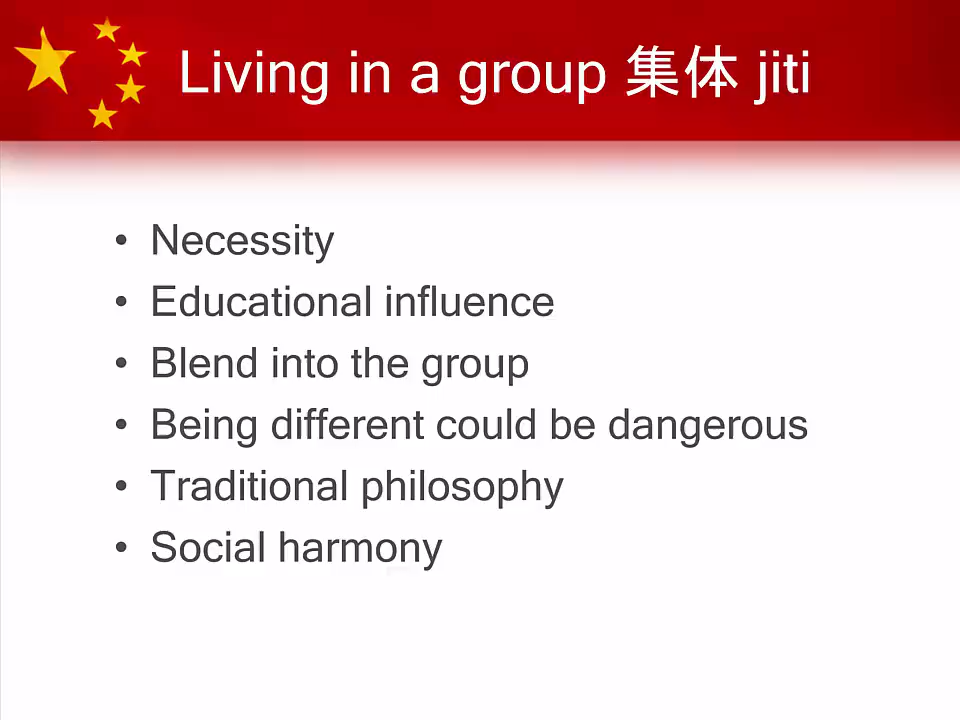 Living in a group 集体 jiti
• Necessity
• Educational influence
• Blend into the group
• Being different could be dangerous
• Traditional philosophy
• Social harmony